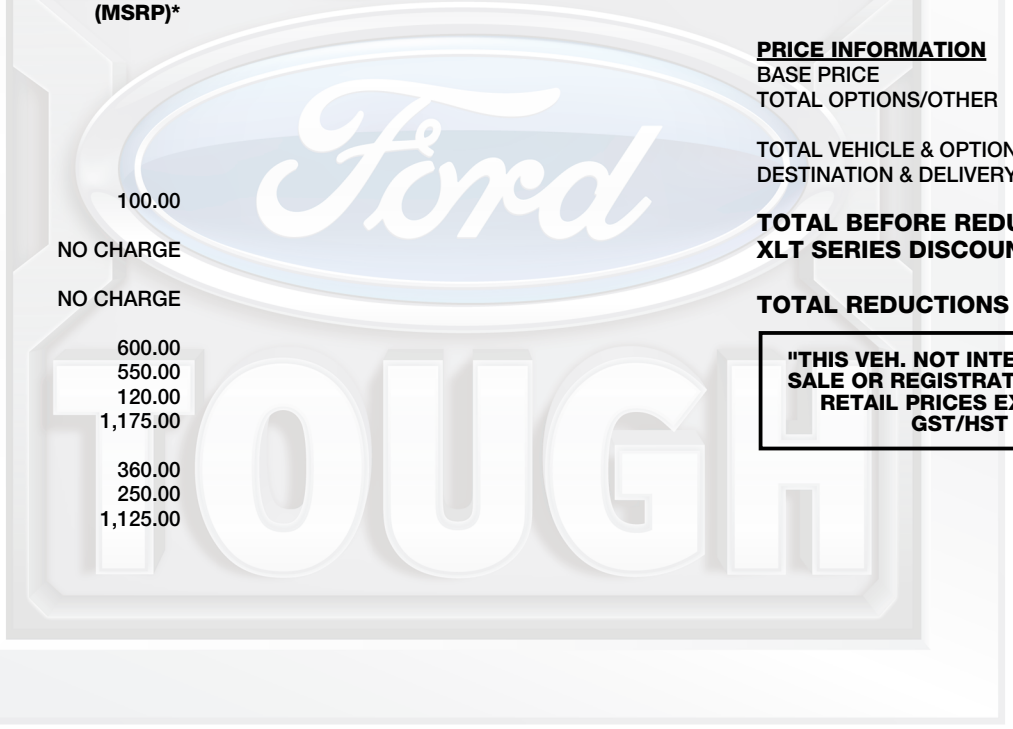 (MSRP)*
100.00
NO CHARGE
NO CHARGE
600.00
550.00
120.00
1,175.00
360.00
250.00
1,125.00
Ford
TOUGH
PRICE INFORMATION
BASE PRICE
TOTAL OPTIONS/OTHER
TOTAL VEHICLE & OPTION
DESTINATION & DELIVERY
TOTAL BEFORE REDU
XLT SERIES DISCOUN
TOTAL REDUCTIONS
"THIS VEH. NOT INTE
SALE OR REGISTRAT
RETAIL PRICES EX
GST/HST